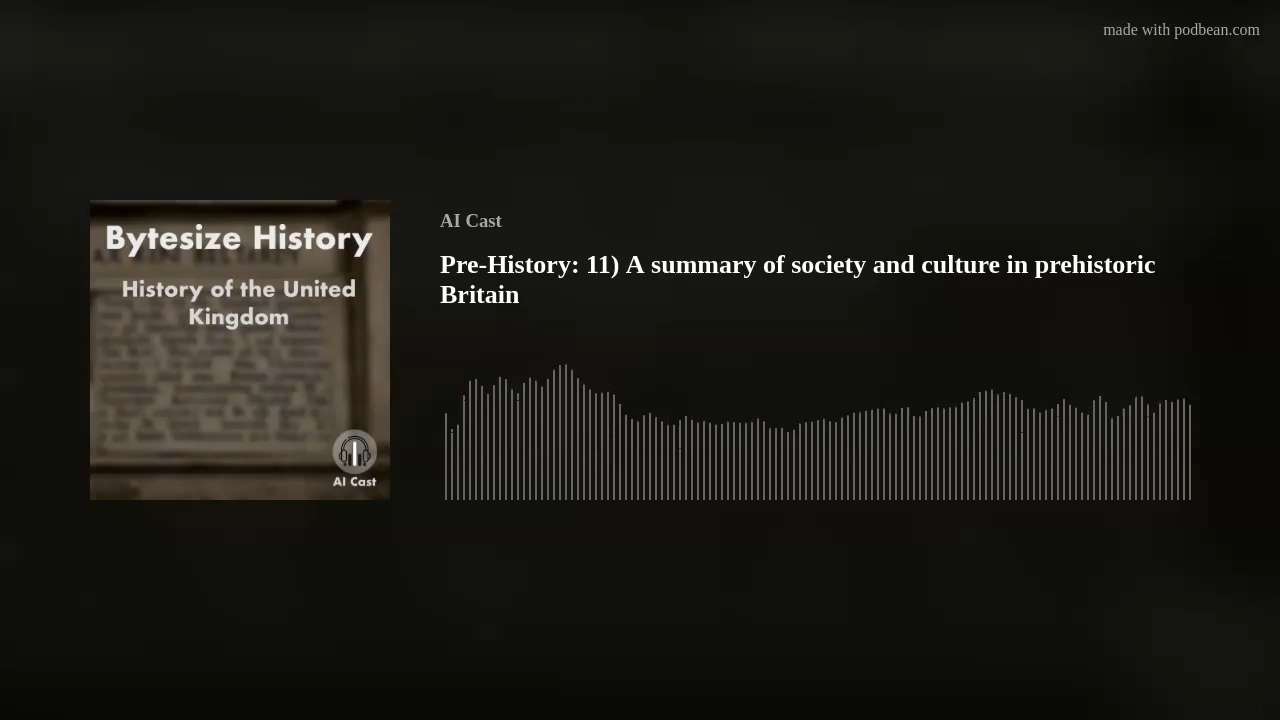 made with podbean.com
Bytesize History
History of the United
Kingdom
AI Cast
AI Cast
Pre-History: 11) A summary of society and culture in prehistoric
Britain